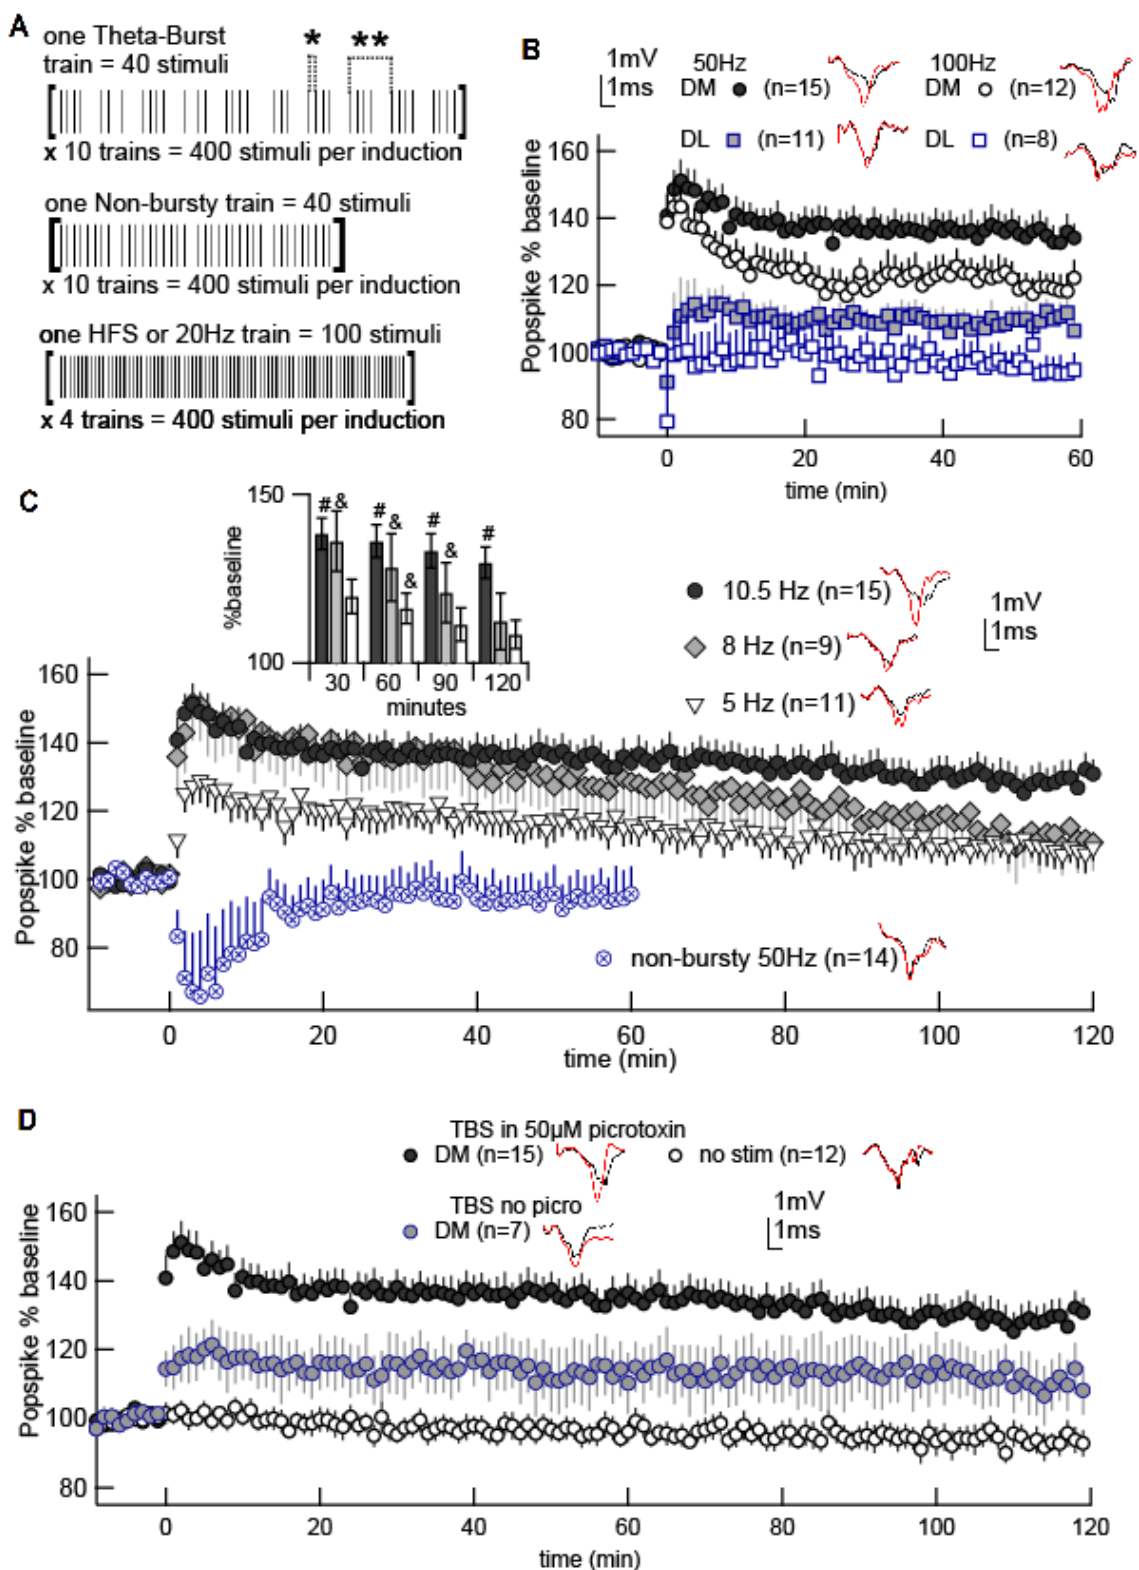 A
one Theta-Burst
train = 40 stimuli
* **
x 10 trains = 400 stimuli per induction
one Non-bursty train = 40 stimuli
x 10 trains = 400 stimuli per induction
one HFS or 20Hz train = 100 stimuli
x 4 trains = 400 stimuli per induction
B
1mV
1ms
50Hz
100Hz
DM (n=15)
DM (n=12)
DL (n=11)
DL (n=8)
Popspike % baseline
160
140
120
100
80
0 20 40 60
time (min)
C
%baseline
150
100
# & # & & # & #
30 60 90 120
minutes
10.5 Hz (n=15)
8 Hz (n=9)
5 Hz (n=11)
1mV
1ms
Popspike % baseline
160
140
120
100
80
non-bursty 50Hz (n=14)
0 20 40 60 80 100 120
time (min)
D
TBS in 50µM picrotoxin
DM (n=15) no stim (n=12)
TBS no picro
DM (n=7)
1mV
1ms
Popspike % baseline
160
140
120
100
80
0 20 40 60 80 100 120
time (min)